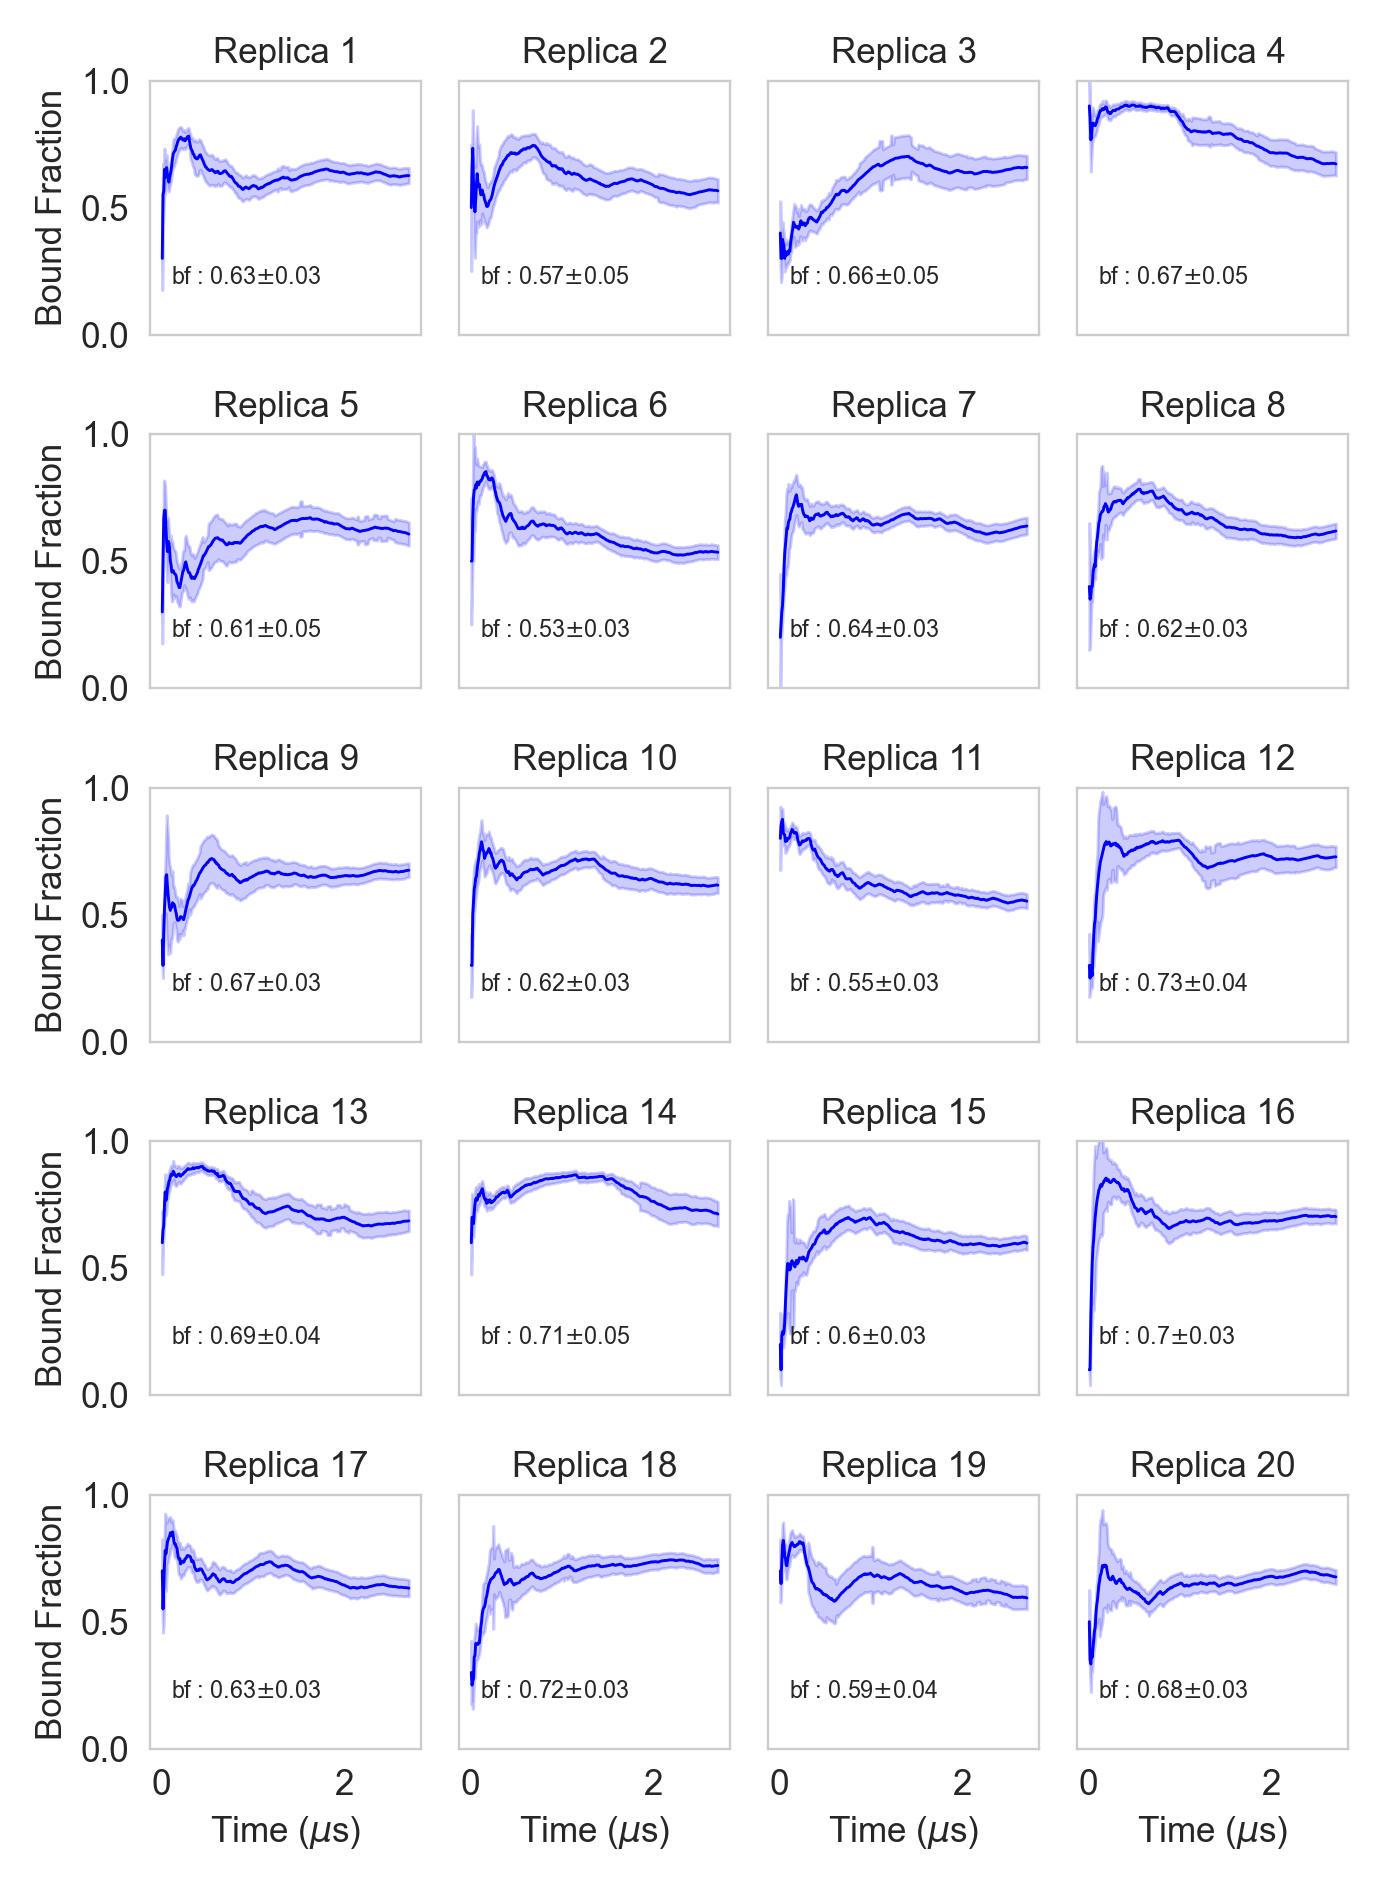 Replica 1 Replica 2 Replica 3 Replica 4
1.0
Bound Fraction
0.5
bf : 0.63±0.03 bf : 0.57±0.05 bf : 0.66±0.05 bf : 0.67±0.05
0.0
Replica 5 Replica 6 Replica 7 Replica 8
1.0
Bound Fraction
0.5
bf : 0.61±0.05 bf : 0.53±0.03 bf : 0.64±0.03 bf : 0.62±0.03
0.0
Replica 9 Replica 10 Replica 11 Replica 12
1.0
Bound Fraction
0.5
bf : 0.67±0.03 bf : 0.62±0.03 bf : 0.55±0.03 bf : 0.73±0.04
0.0
Replica 13 Replica 14 Replica 15 Replica 16
1.0
Bound Fraction
0.5
bf : 0.69±0.04 bf : 0.71±0.05 bf : 0.6±0.03 bf : 0.7±0.03
0.0
Replica 17 Replica 18 Replica 19 Replica 20
1.0
Bound Fraction
0.5
bf : 0.63±0.03 bf : 0.72±0.03 bf : 0.59±0.04 bf : 0.68±0.03
0.0
0 2 0 2 0 2 0 2
Time (μs) Time (μs) Time (μs) Time (μs)